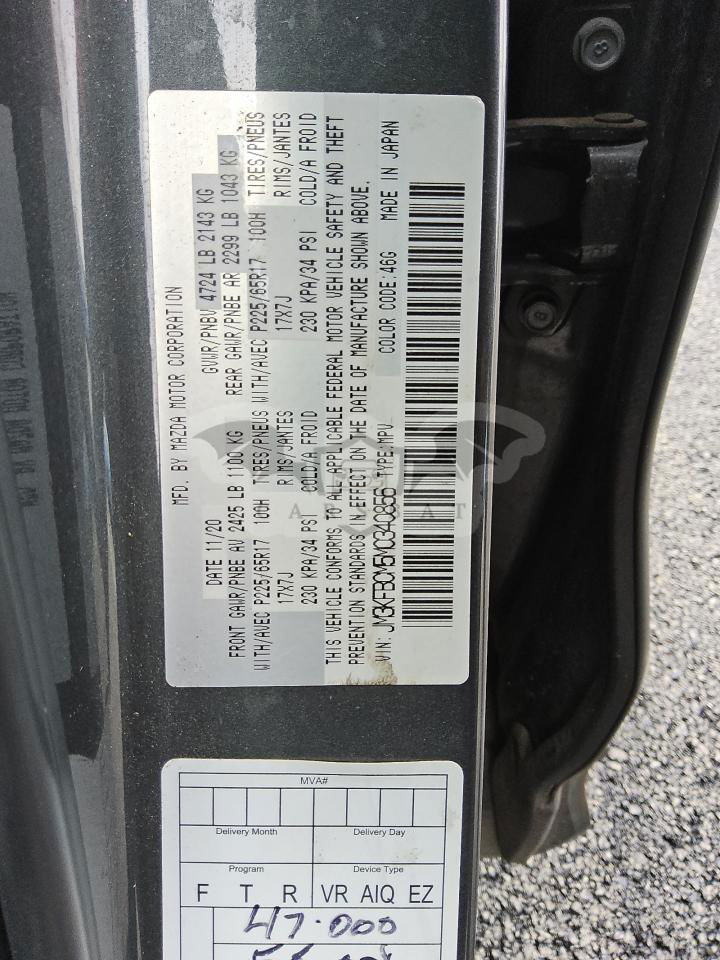 MFD. BY MAZDA MOTOR CORPORATION
DATE 11/20 GVWR/PNBV 4724 LB 2143 KG
FRONT GAWR/PNBE AV 2425 LB 1100 KG REAR GAWR/PNBE AR 2299 LB 1043 KG
WITH/AVEC P225/65R17 100H TIRES/PNEUS WITH/AVEC P225/65R17 100H TIRES/PNEUS
17X7J RIMS/JANTES 17X7J RIMS/JANTES
230 KPA/34 PSI COLD/A FROID 230 KPA/34 PSI COLD/A FROID
THIS VEHICLE CONFORMS TO ALL APPLICABLE FEDERAL MOTOR VEHICLE SAFETY AND THEFT
PREVENTION STANDARDS IN EFFECT ON THE DATE OF MANUFACTURE SHOWN ABOVE.
VIN: JM3KFBCM5M0340856 TYPE:MPV COLOR CODE:46G MADE IN JAPAN
MVA#
Delivery Month Delivery Day
Program Device Type
F T R VR AIQ EZ
47.000